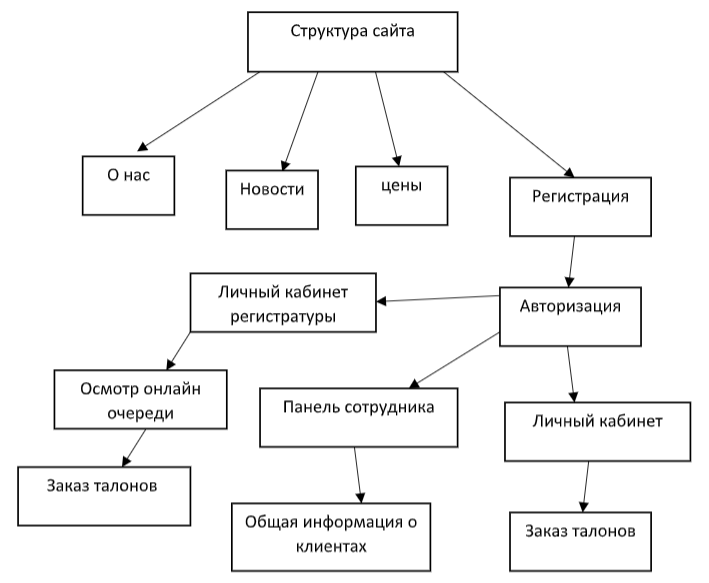 Структура сайта
О нас
Новости
цены
Регистрация
Личный кабинет
регистратуры
Авторизация
Осмотр онлайн
очереди
Панель сотрудника
Личный кабинет
Заказ талонов
Общая информация о
клиентах
Заказ талонов